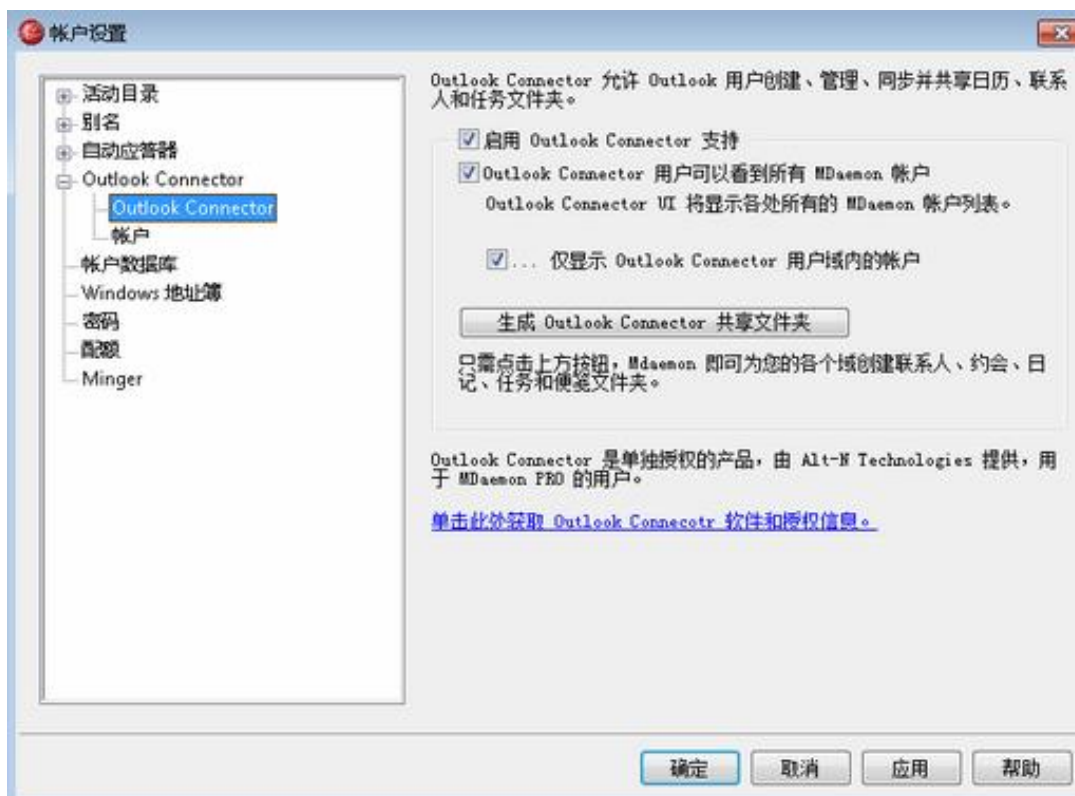 帐户设置
活动目录
别名
自动应答器
Outlook Connector
Outlook Connector
帐户
帐户数据库
Windows 地址簿
密码
配额
Minger
Outlook Connector 允许 Outlook 用户创建、管理、同步并共享日历、联系
人和任务文件夹。
启用 Outlook Connector 支持
Outlook Connector 用户可以看到所有 MDaemon 帐户
Outlook Connector UI 将显示各处所有的 MDaemon 帐户列表。
... 仅显示 Outlook Connector 用户域内的帐户
生成 Outlook Connector 共享文件夹
只需点击上方按钮，Mdaemon 即可为您的各个域创建联系人、约会、日
记、任务和便笺文件夹。
Outlook Connector 是单独授权的产品，由 Alt-N Technologies 提供，用
于 MDaemon PRO 的用户。
单击此处获取 Outlook Connecotr 软件和授权信息。
确定
取消
应用
帮助